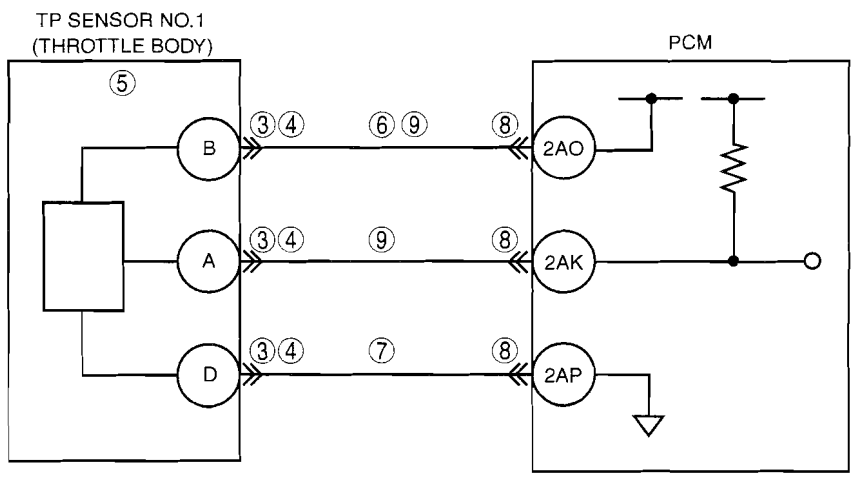 TP SENSOR NO.1
(THROTTLE BODY)
PCM
⑤
B ③④ ⑥⑨ ⑧ 2AO
A ③④ ⑨ ⑧ 2AK
D ③④ ⑦ ⑧ 2AP